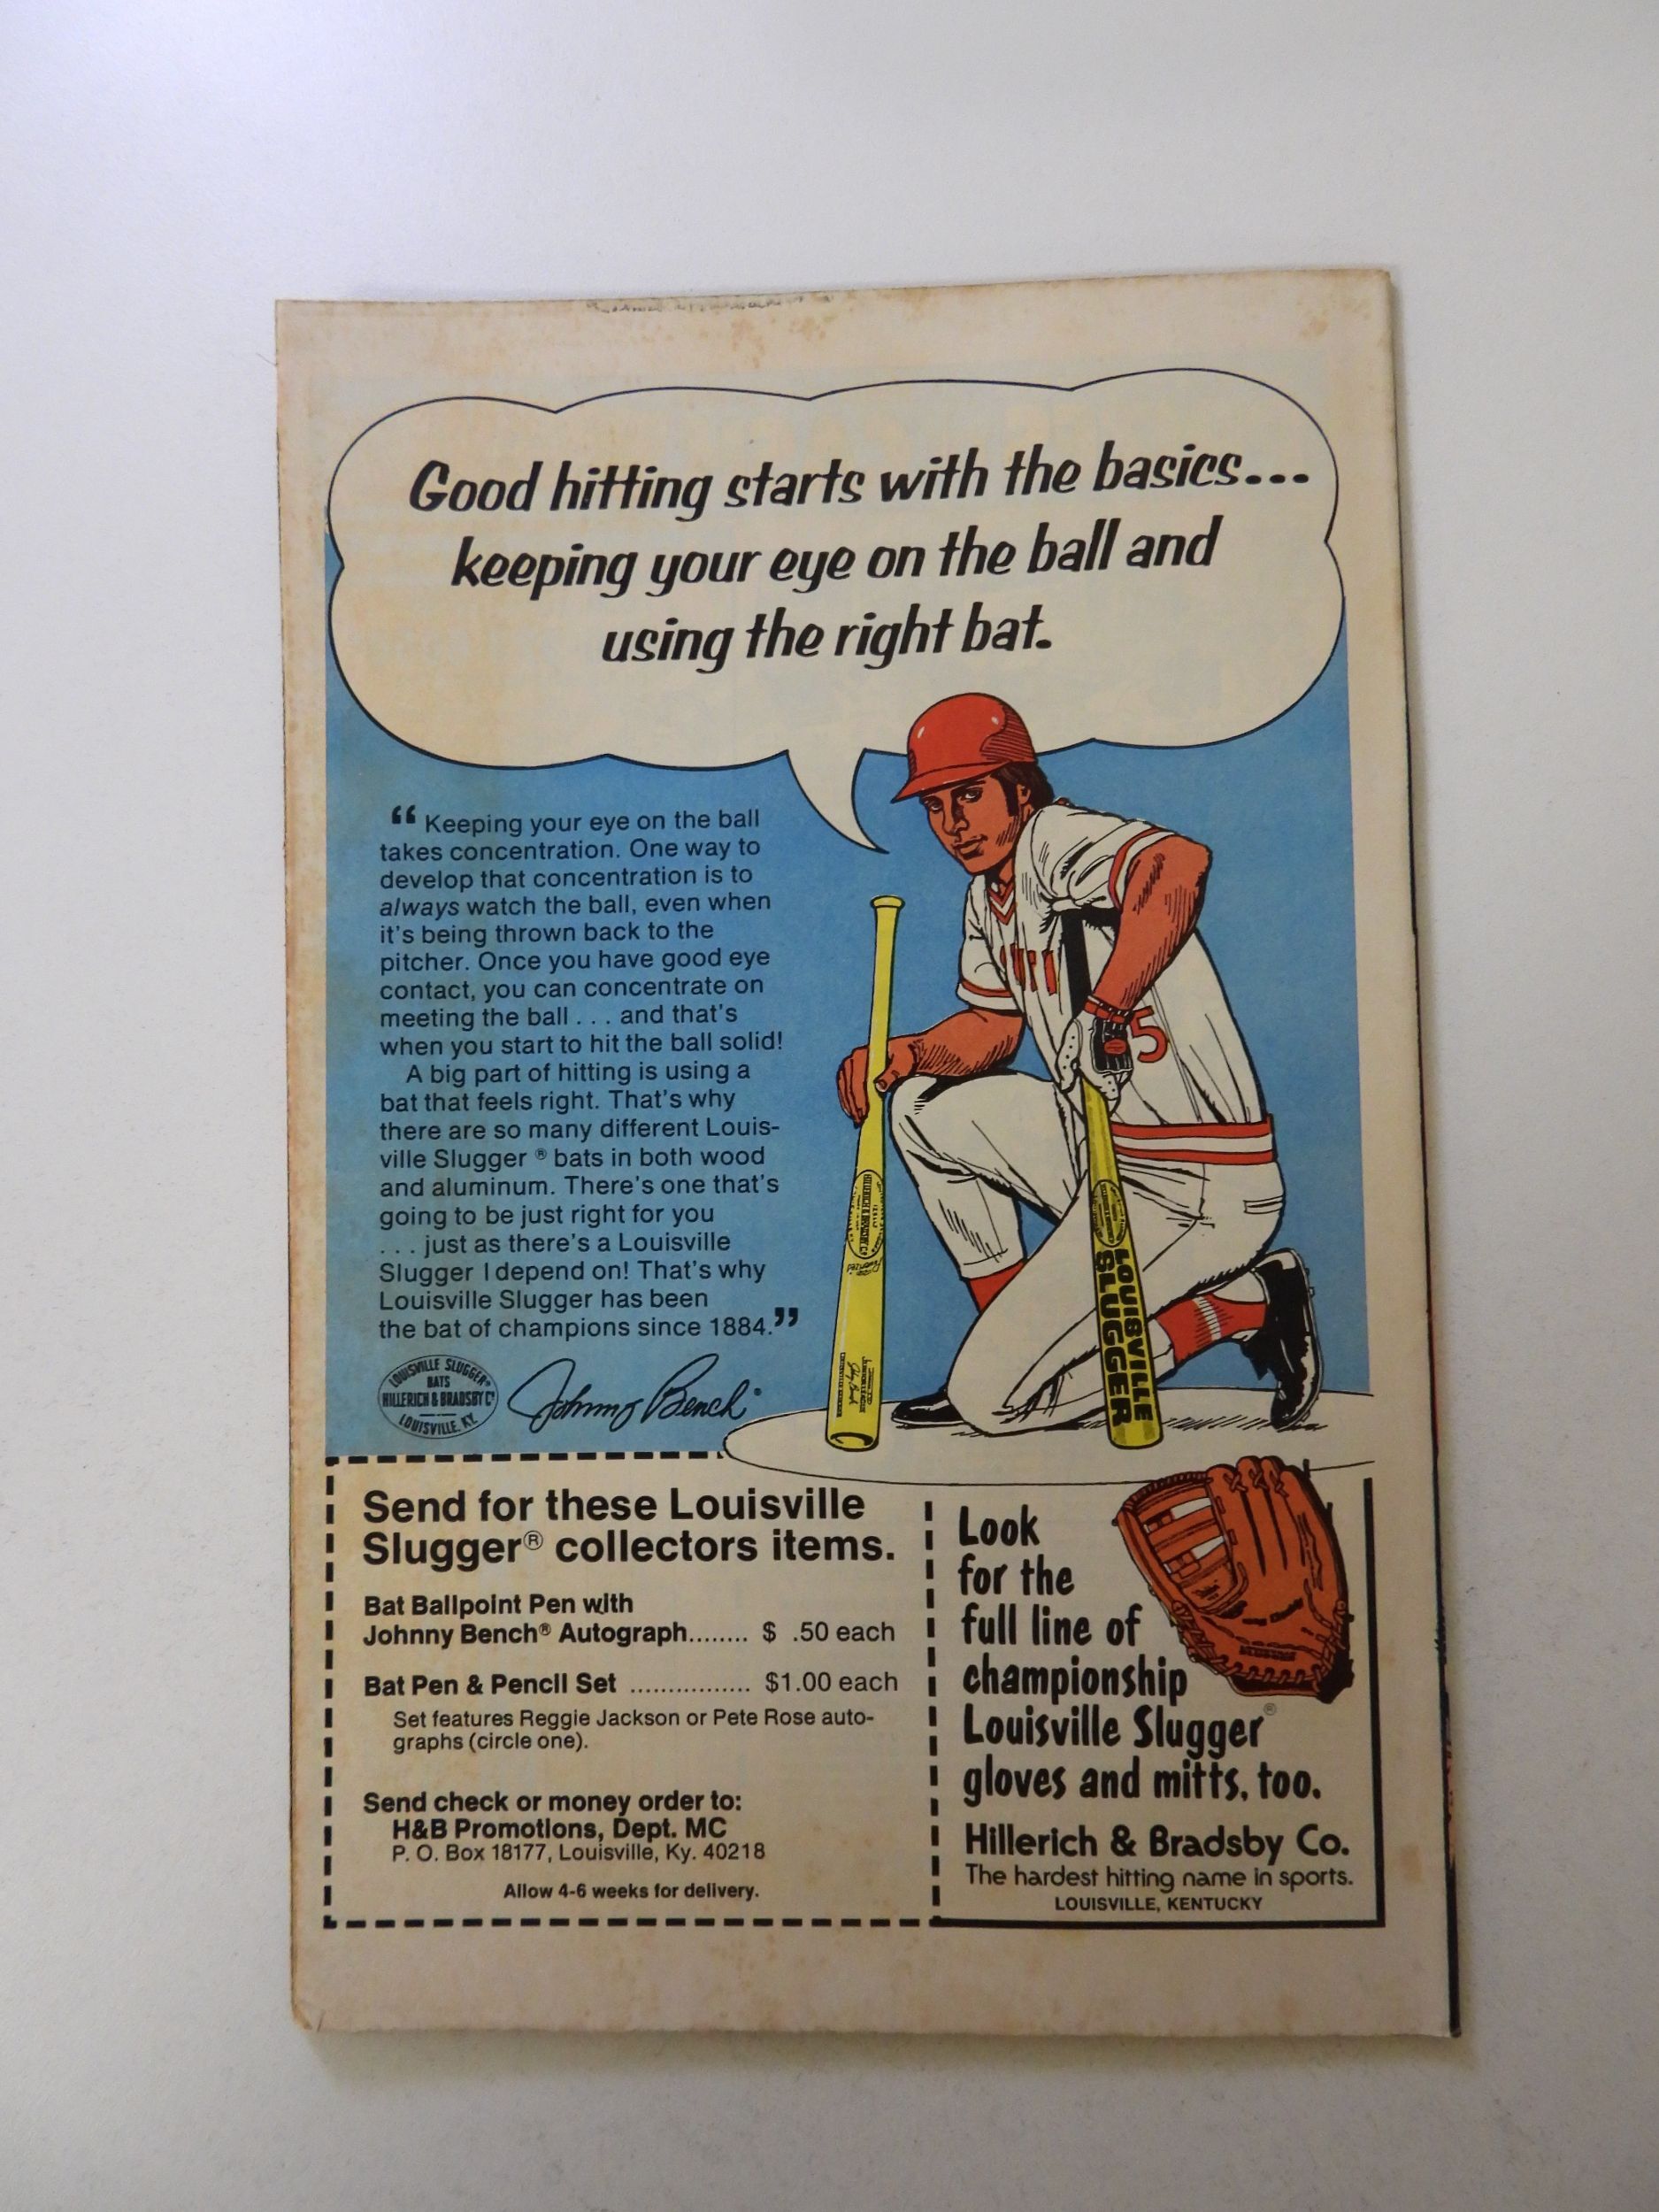 Good hitting starts with the basics...
keeping your eye on the ball and
using the right bat.
“Keeping your eye on the ball
takes concentration. One way to
develop that concentration is to
always watch the ball, even when
it's being thrown back to the
pitcher. Once you have good eye
contact, you can concentrate on
meeting the ball . . . and that's
when you start to hit the ball solid!
A big part of hitting is using a
bat that feels right. That's why
there are so many different Louis-
ville Slugger ® bats in both wood
and aluminum. There's one that's
going to be just right for you
. . . just as there's a Louisville
Slugger I depend on! That's why
Louisville Slugger has been
the bat of champions since 1884.”
LOUISVILLE SLUGGER®
BATS
HILLERICH & BRADSBY Co
LOUISVILLE, KY.
Johnny Bench
5
HILLERICH & BRADSBY Co
LOUISVILLE
SLUGGER
Send for these Louisville
Slugger® collectors items.
Bat Ballpoint Pen with
Johnny Bench® Autograph........ $ .50 each
Bat Pen & Pencil Set ................ $1.00 each
Set features Reggie Jackson or Pete Rose auto-
graphs (circle one).
Send check or money order to:
H&B Promotions, Dept. MC
P. O. Box 18177, Louisville, Ky. 40218
Allow 4-6 weeks for delivery.
Look
for the
full line of
championship
Louisville Slugger®
gloves and mitts, too.
Hillerich & Bradsby Co.
The hardest hitting name in sports.
LOUISVILLE, KENTUCKY